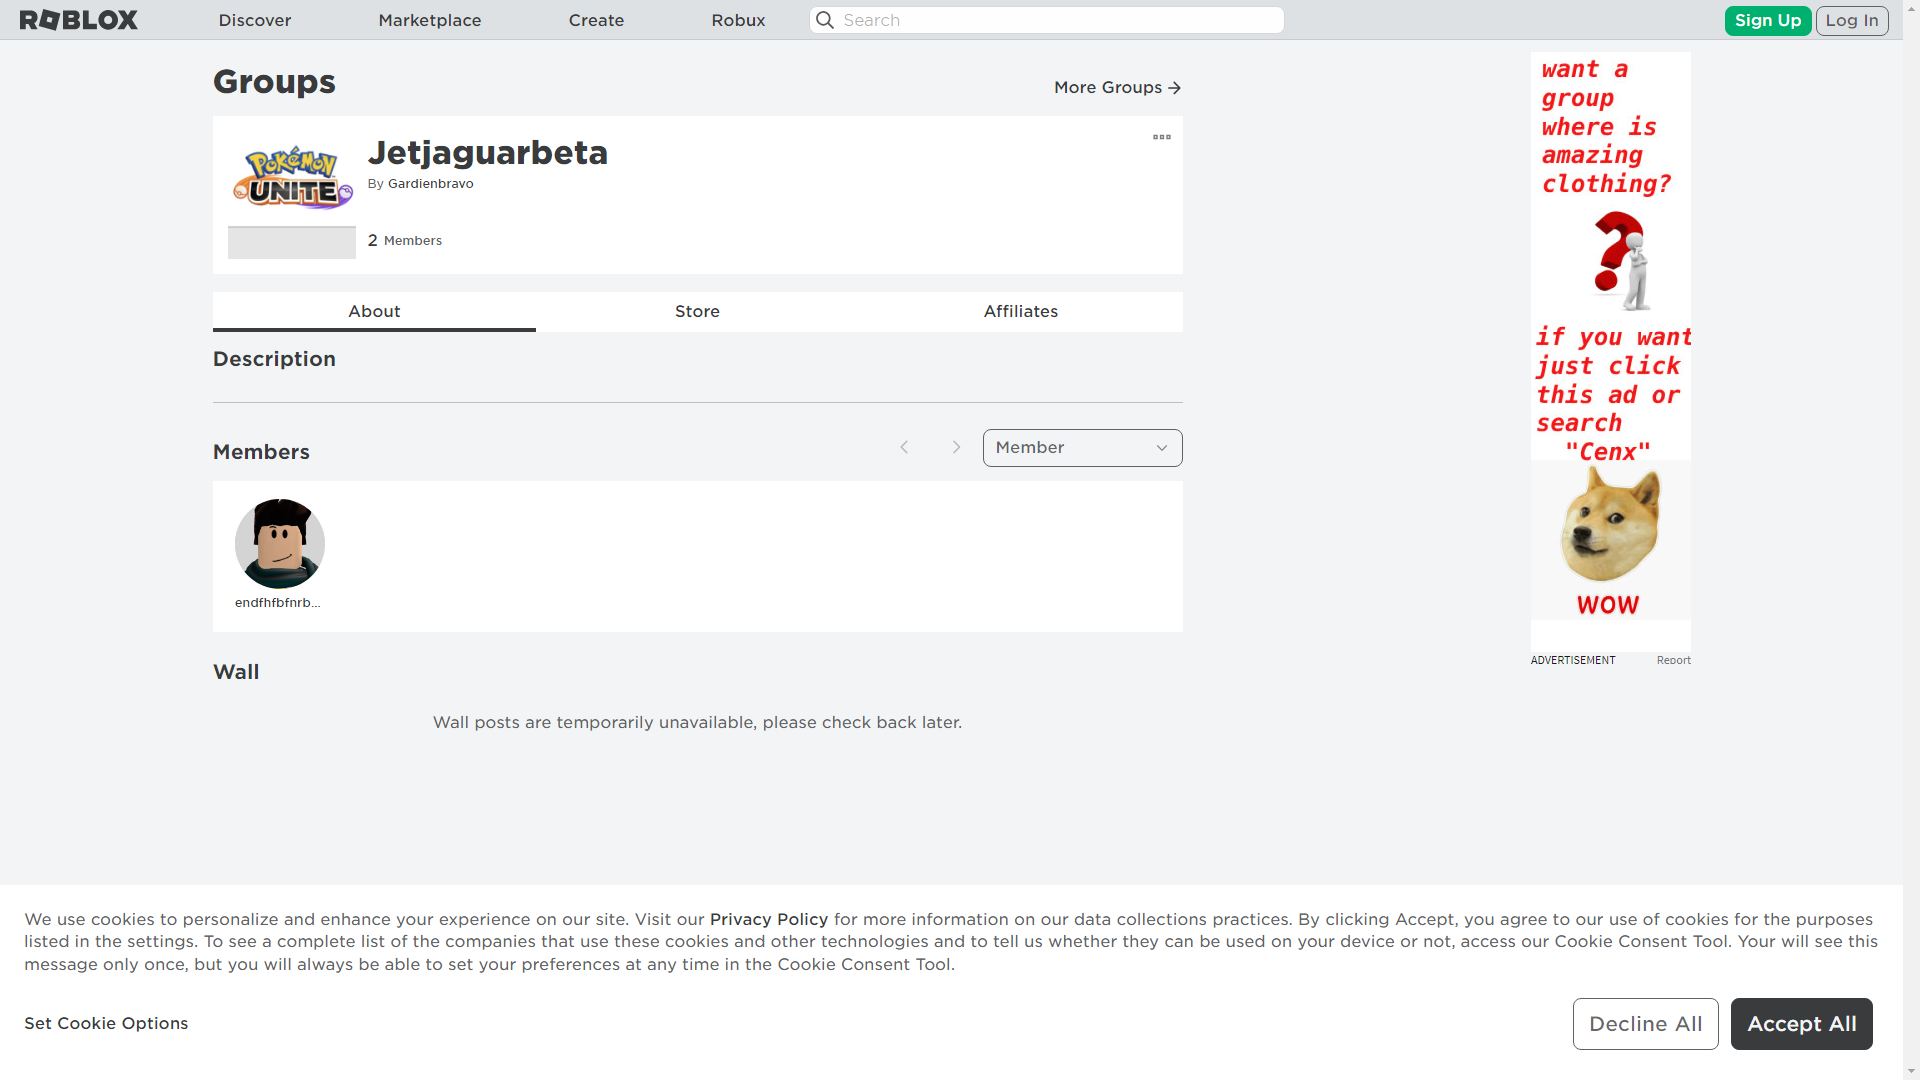 ROBLOX
Discover
Marketplace
Create
Robux
Search
Sign Up
Log In
Groups
More Groups
POKÉMON
UNITE
Jetjaguarbeta
By Gardienbravo
2 Members
About
Store
Affiliates
Description
Members
Member
endfhfbfnrb...
Wall
Wall posts are temporarily unavailable, please check back later.
want a
group
where is
amazing
clothing?
if you want
just click
this ad or
search
"Cenx"
WOW
ADVERTISEMENT
Report
We use cookies to personalize and enhance your experience on our site. Visit our Privacy Policy for more information on our data collections practices. By clicking Accept, you agree to our use of cookies for the purposes
listed in the settings. To see a complete list of the companies that use these cookies and other technologies and to tell us whether they can be used on your device or not, access our Cookie Consent Tool. Your will see this
message only once, but you will always be able to set your preferences at any time in the Cookie Consent Tool.
Set Cookie Options
Decline All
Accept All